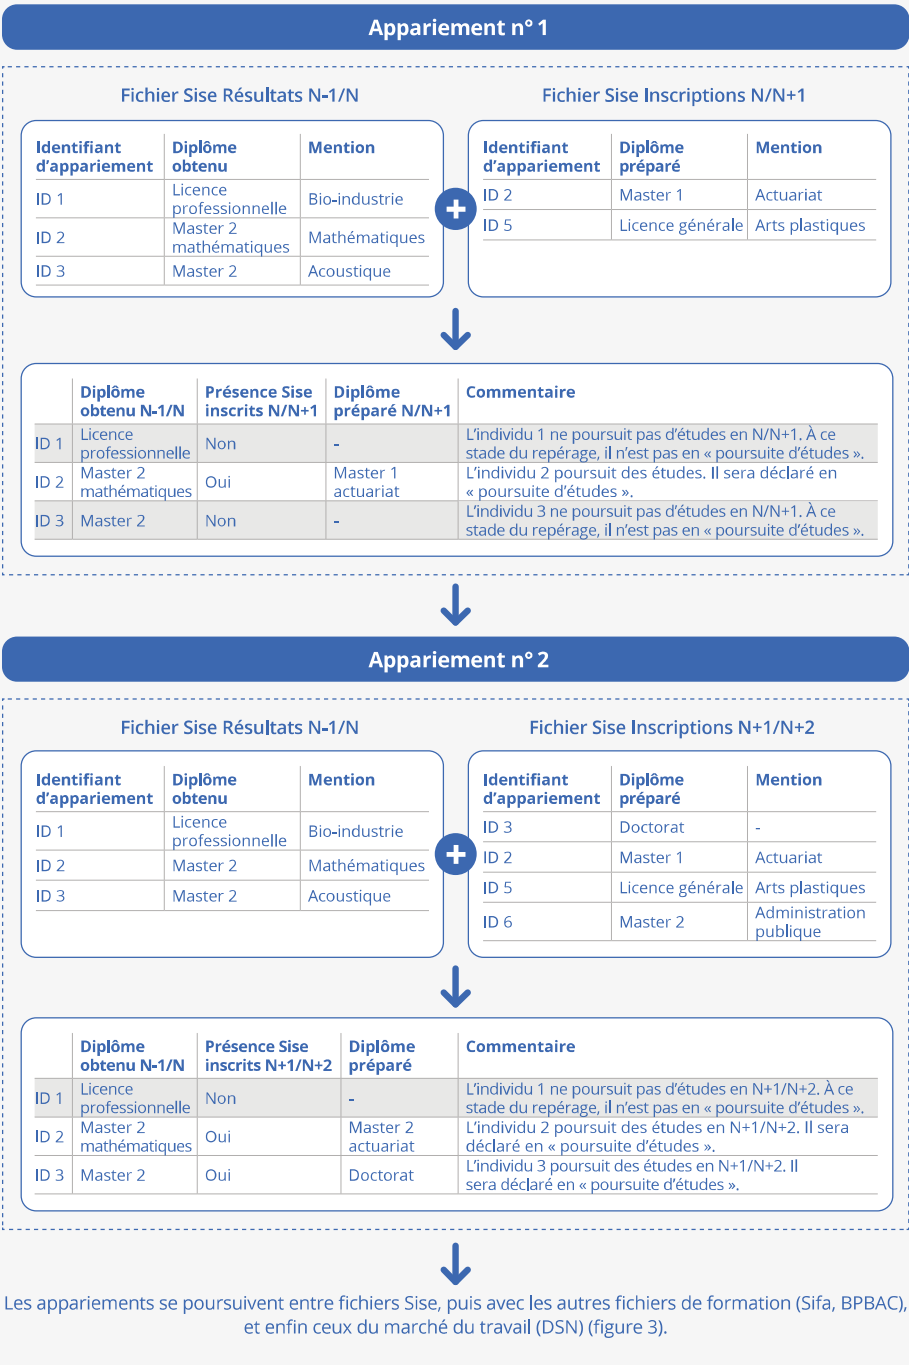 Appariement n° 1
Fichier Sise Résultats N-1/N
Fichier Sise Inscriptions N/N+1
Identifiant d’appariement | Diplôme obtenu | Mention
ID 1 | Licence professionnelle | Bio-industrie
ID 2 | Master 2 mathématiques | Mathématiques
ID 3 | Master 2 | Acoustique
+
Identifiant d’appariement | Diplôme préparé | Mention
ID 2 | Master 1 | Actuariat
ID 5 | Licence générale | Arts plastiques
Diplôme obtenu N-1/N | Présence Sise inscrits N/N+1 | Diplôme préparé N/N+1 | Commentaire
ID 1 | Licence professionnelle | Non | - | L’individu 1 ne poursuit pas d’études en N/N+1. À ce stade du repérage, il n’est pas en « poursuite d’études ».
ID 2 | Master 2 mathématiques | Oui | Master 1 actuariat | L’individu 2 poursuit des études. Il sera déclaré en « poursuite d’études ».
ID 3 | Master 2 | Non | - | L’individu 3 ne poursuit pas d’études en N/N+1. À ce stade du repérage, il n’est pas en « poursuite d’études ».
Appariement n° 2
Fichier Sise Résultats N-1/N
Fichier Sise Inscriptions N+1/N+2
Identifiant d’appariement | Diplôme obtenu | Mention
ID 1 | Licence professionnelle | Bio-industrie
ID 2 | Master 2 | Mathématiques
ID 3 | Master 2 | Acoustique
+
Identifiant d’appariement | Diplôme préparé | Mention
ID 3 | Doctorat | -
ID 2 | Master 1 | Actuariat
ID 5 | Licence générale | Arts plastiques
ID 6 | Master 2 | Administration publique
Diplôme obtenu N-1/N | Présence Sise inscrits N+1/N+2 | Diplôme préparé | Commentaire
ID 1 | Licence professionnelle | Non | - | L’individu 1 ne poursuit pas d’études en N+1/N+2. À ce stade du repérage, il n’est pas en « poursuite d’études ».
ID 2 | Master 2 mathématiques | Oui | Master 2 actuariat | L’individu 2 poursuit des études en N+1/N+2. Il sera déclaré en « poursuite d’études ».
ID 3 | Master 2 | Oui | Doctorat | L’individu 3 poursuit des études en N+1/N+2. Il sera déclaré en « poursuite d’études ».
Les appariements se poursuivent entre fichiers Sise, puis avec les autres fichiers de formation (Sifa, BPBAC),
et enfin ceux du marché du travail (DSN) (figure 3).